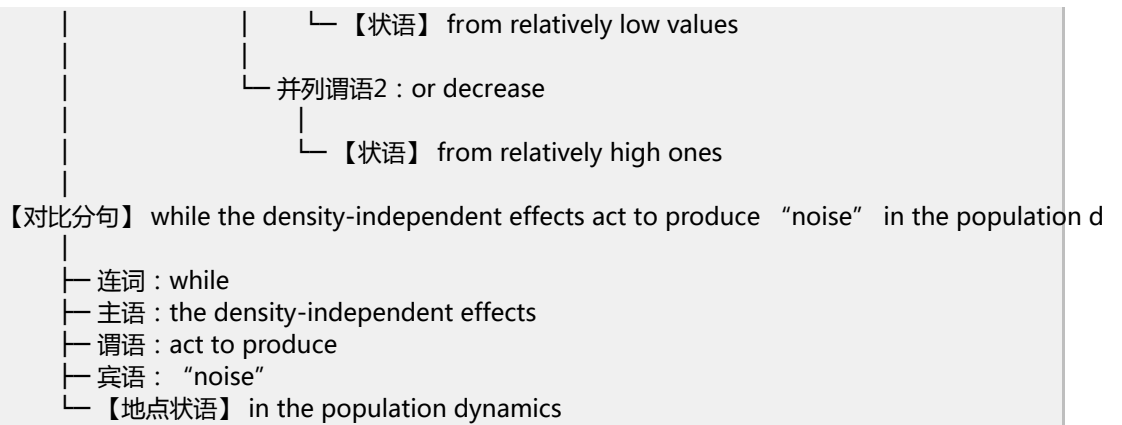 【状语】 from relatively low values
并列谓语2：or decrease
【状语】 from relatively high ones
【对比分句】 while the density-independent effects act to produce “noise” in the population d
连词：while
主语：the density-independent effects
谓语：act to produce
宾语：“noise”
【地点状语】 in the population dynamics